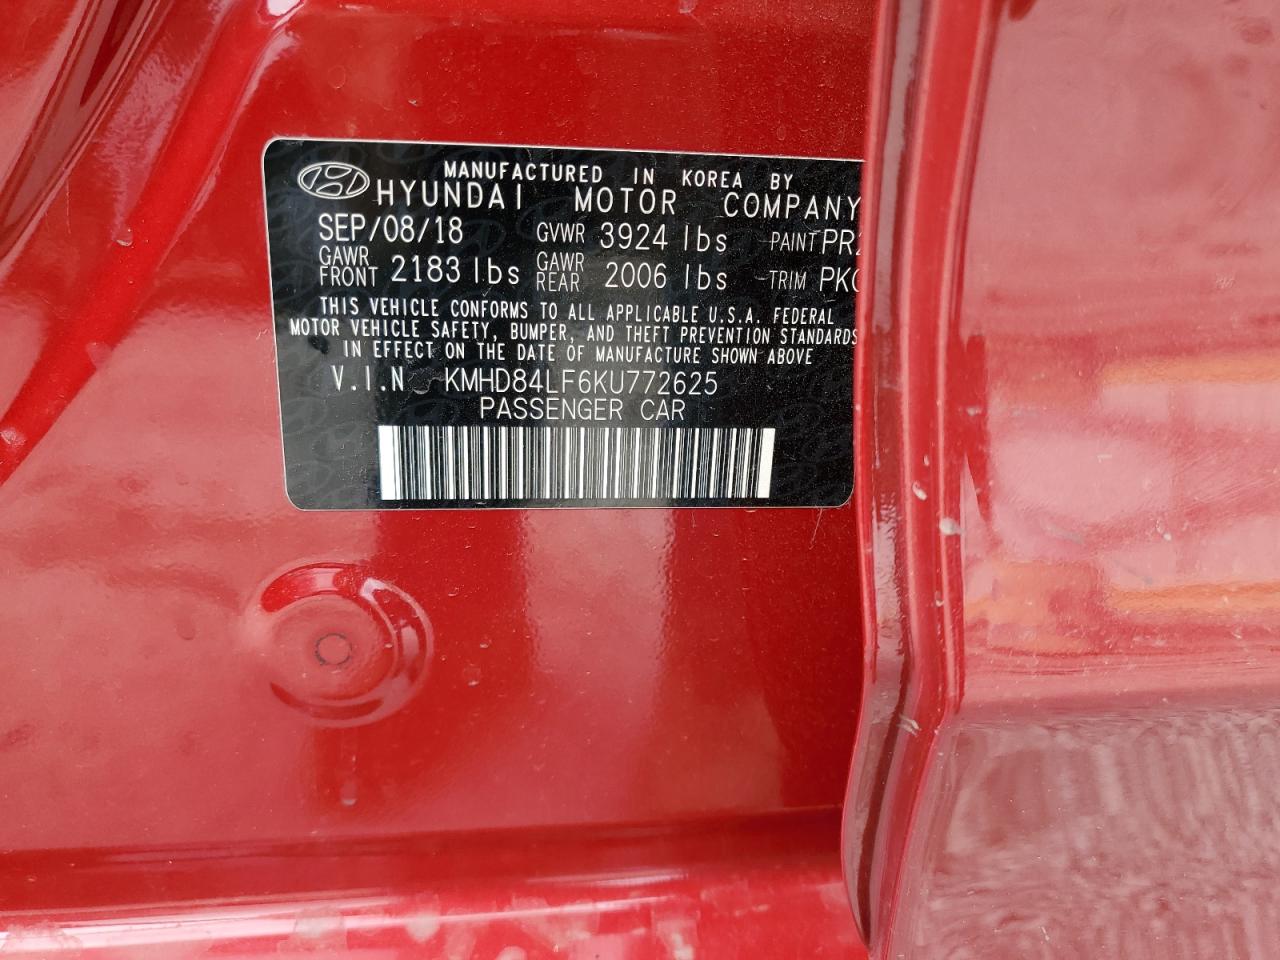 MANUFACTURED IN KOREA BY
HYUNDAI MOTOR COMPANY
SEP/08/18 GVWR 3924 lbs PAINT
GAWR FRONT 2183 lbs GAWR REAR 2006 lbs TRIM
THIS VEHICLE CONFORMS TO ALL APPLICABLE U.S.A. FEDERAL
MOTOR VEHICLE SAFETY, BUMPER, AND THEFT PREVENTION STANDARDS
IN EFFECT ON THE DATE OF MANUFACTURE SHOWN ABOVE
V.I.N KMHD84LF6KU772625
PASSENGER CAR